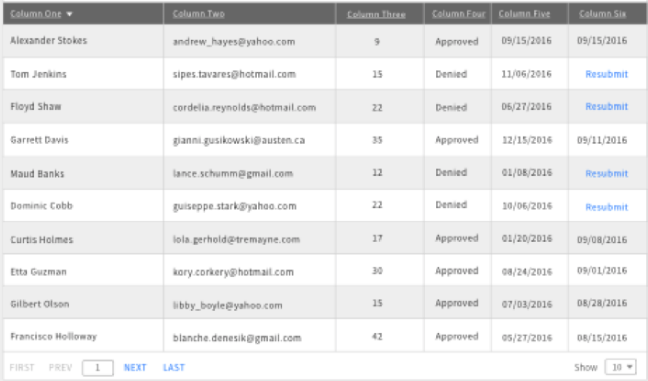 Column One Column Two Column Three Column Four Column Five Column Six
Alexander Stokes andrew_hayes@yahoo.com 9 Approved 09/15/2016 09/15/2016
Tom Jenkins sipes.tavares@hotmail.com 15 Denied 11/06/2016 Resubmit
Floyd Shaw cordelia.reynolds@hotmail.com 22 Denied 06/27/2016 Resubmit
Garrett Davis gianni.gusikowski@austen.ca 35 Approved 12/15/2016 09/11/2016
Maud Banks lance.schumm@gmail.com 12 Denied 01/08/2016 Resubmit
Dominic Cobb guiseppe.stark@yahoo.com 22 Denied 10/06/2016 Resubmit
Curtis Holmes lola.gerhold@tremayne.com 17 Approved 01/20/2016 09/08/2016
Etta Guzman kory.corkery@hotmail.com 30 Approved 08/24/2016 09/01/2016
Gilbert Olson libby_boyle@yahoo.com 15 Approved 07/03/2016 08/28/2016
Francisco Holloway blanche.denesik@gmail.com 42 Approved 05/27/2016 08/15/2016
FIRST PREV 1 NEXT LAST Show 10